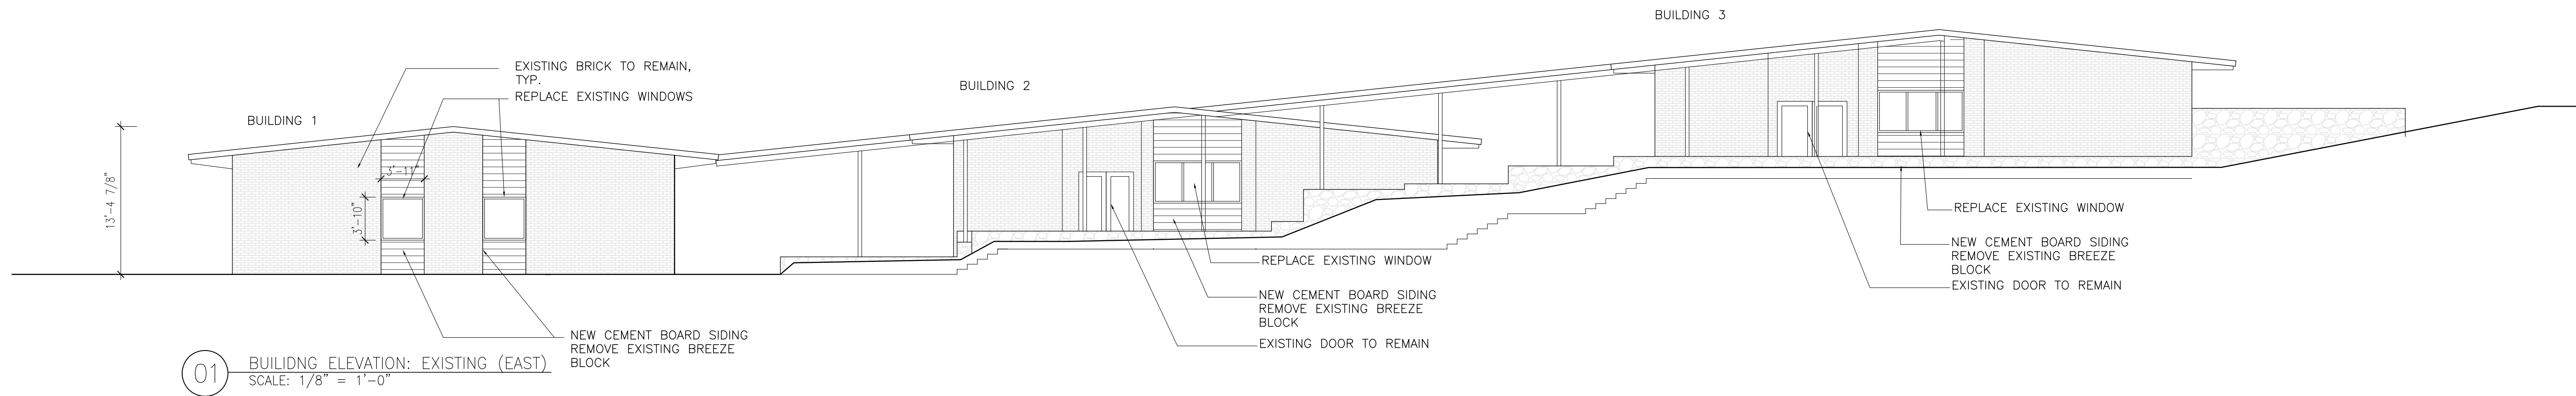 BUILDING 3
BUILDING 2
EXISTING BRICK TO REMAIN,
TYP.
REPLACE EXISTING WINDOWS
BUILDING 1
13'-4 7/8"
3'-11"
3'-10"
REPLACE EXISTING WINDOW
NEW CEMENT BOARD SIDING
REMOVE EXISTING BREEZE
BLOCK
EXISTING DOOR TO REMAIN
REPLACE EXISTING WINDOW
NEW CEMENT BOARD SIDING
REMOVE EXISTING BREEZE
BLOCK
EXISTING DOOR TO REMAIN
NEW CEMENT BOARD SIDING
REMOVE EXISTING BREEZE
BLOCK
01
BUILIDNG ELEVATION: EXISTING (EAST)
SCALE: 1/8" = 1'-0"